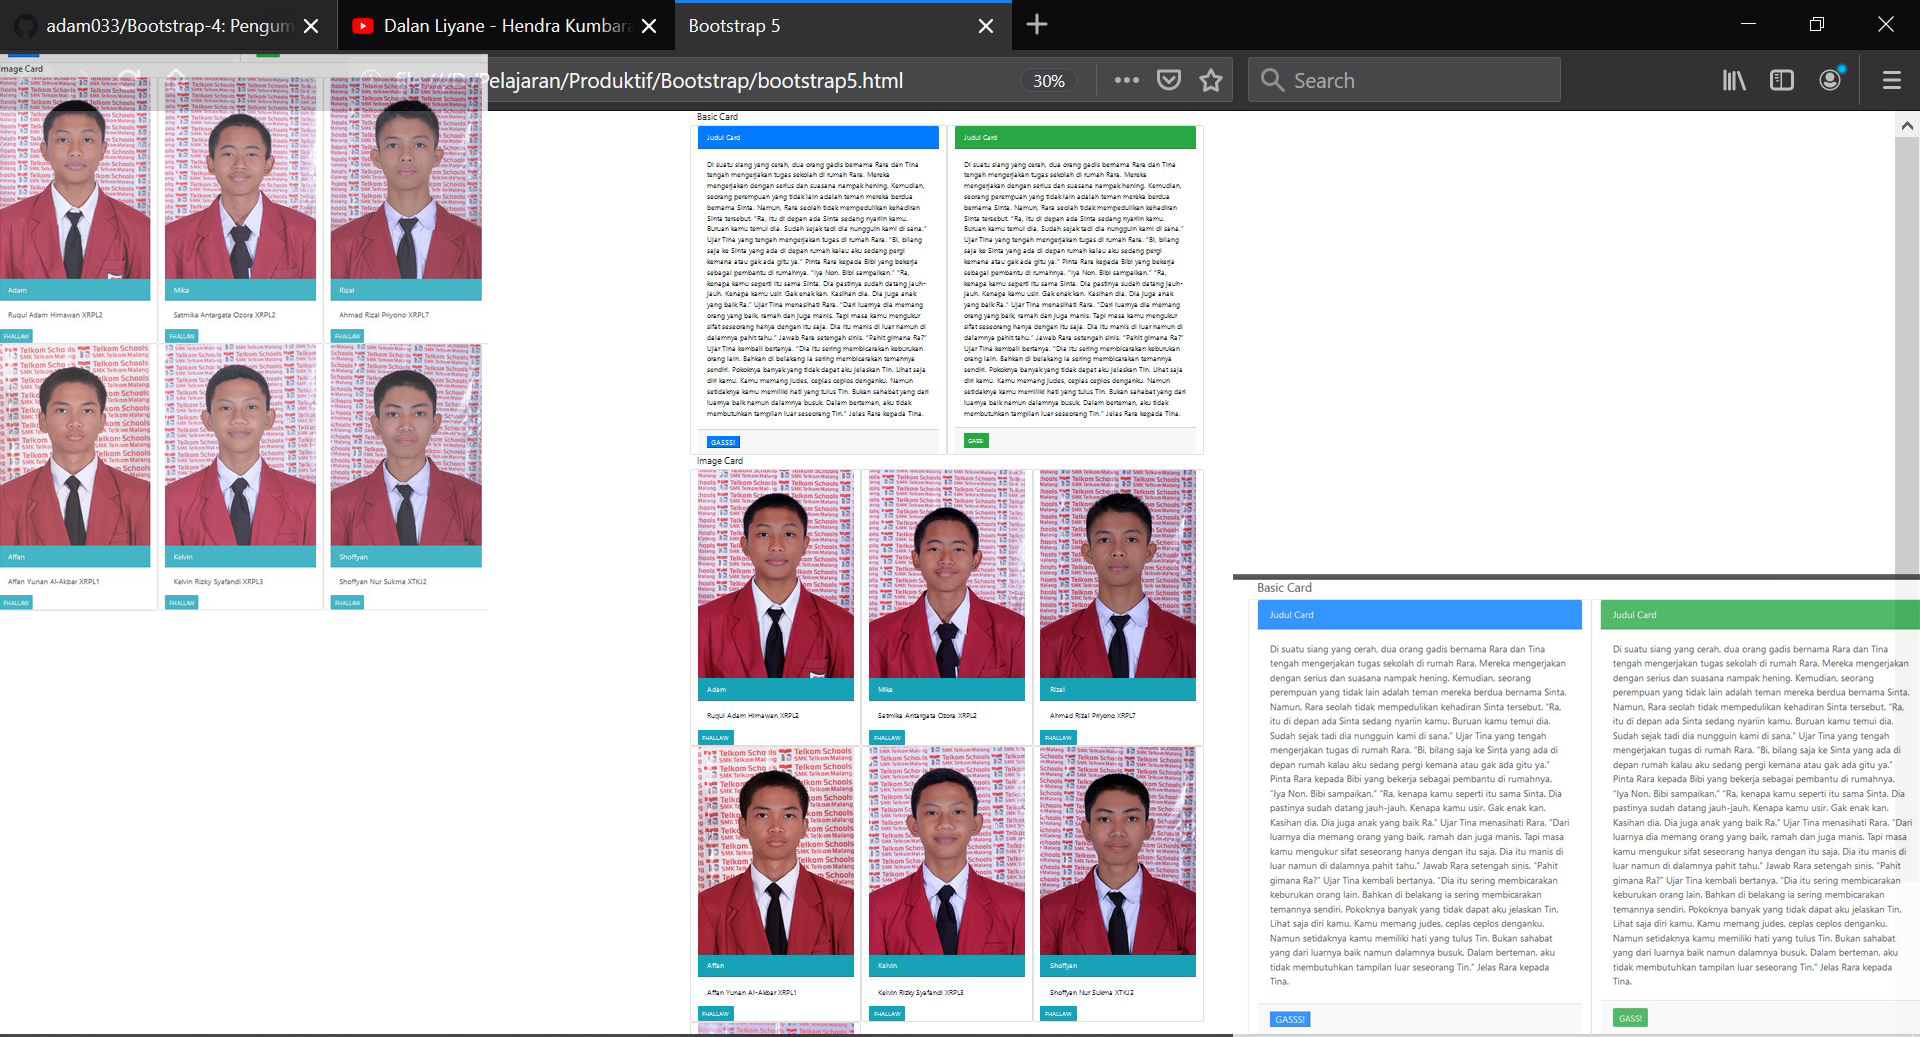 adam033/Bootstrap-4: Pengum
Dalan Liyane - Hendra Kumbara
Bootstrap 5
/Pelajaran/Produktif/Bootstrap/bootstrap5.html
30%
Search
Image Card
Adam
Mika
Rizal
Ruqul Adam Himawan XRPL2
Satmika Antargata Ozora XRPL2
Ahmad Rizal Priyono XRPL7
FHALLAW
FHALLAW
FHALLAW
Affan
Kelvin
Shoffyan
Affan Yunan Al-Akbar XRPL1
Kelvin Rizky Syafandi XRPL3
Shoffyan Nur Sukma XTKJ2
FHALLAW
FHALLAW
FHALLAW
Basic Card
Judul Card
Di suatu siang yang cerah, dua orang gadis bernama Rara dan Tina
tengah mengerjakan tugas sekolah di rumah Rara. Mereka
mengerjakan dengan serius dan suasana nampak hening. Kemudian,
seorang perempuan yang tidak lain adalah teman mereka berdua
bernama Sinta. Namun, Rara seolah tidak mempedulikan kehadiran
Sinta tersebut. “Ra, itu di depan ada Sinta sedang nyariin kamu.
Buruan kamu temui dia. Sudah sejak tadi dia nungguin kami di sana.”
Ujar Tina yang tengah mengerjakan tugas di rumah Rara. “Bi, bilang
saja ke Sinta yang ada di depan rumah kalau aku sedang pergi
kemana atau gak ada gitu ya.” Pinta Rara kepada Bibi yang bekerja
sebagai pembantu di rumahnya. “Iya Non. Bibi sampaikan.” “Ra,
kenapa kamu seperti itu sama Sinta. Dia pastinya sudah datang jauh-
jauh. Kenapa kamu usir. Gak enak kan. Kasihan dia. Dia juga anak
yang baik Ra.” Ujar Tina menasihati Rara. “Dari luarnya dia memang
orang yang baik, ramah dan juga manis. Tapi masa kamu mengukur
sifat seseorang hanya dengan itu saja. Dia itu manis di luar namun di
dalamnya pahit tahu.” Jawab Rara setengah sinis. “Pahit gimana Ra?”
Ujar Tina kembali bertanya. “Dia itu sering membicarakan keburukan
orang lain. Bahkan di belakang ia sering membicarakan temannya
sendiri. Pokoknya banyak yang tidak dapat aku jelaskan Tin. Lihat saja
diri kamu. Kamu memang judes, ceplas ceplos denganku. Namun
setidaknya kamu memiliki hati yang tulus Tin. Bukan sahabat yang dari
luarnya baik namun dalamnya busuk. Dalam berteman, aku tidak
membutuhkan tampilan luar seseorang Tin.” Jelas Rara kepada Tina.
GASSS!
Judul Card
Di suatu siang yang cerah, dua orang gadis bernama Rara dan Tina
tengah mengerjakan tugas sekolah di rumah Rara. Mereka
mengerjakan dengan serius dan suasana nampak hening. Kemudian,
seorang perempuan yang tidak lain adalah teman mereka berdua
bernama Sinta. Namun, Rara seolah tidak mempedulikan kehadiran
Sinta tersebut. “Ra, itu di depan ada Sinta sedang nyariin kamu.
Buruan kamu temui dia. Sudah sejak tadi dia nungguin kami di sana.”
Ujar Tina yang tengah mengerjakan tugas di rumah Rara. “Bi, bilang
saja ke Sinta yang ada di depan rumah kalau aku sedang pergi
kemana atau gak ada gitu ya.” Pinta Rara kepada Bibi yang bekerja
sebagai pembantu di rumahnya. “Iya Non. Bibi sampaikan.” “Ra,
kenapa kamu seperti itu sama Sinta. Dia pastinya sudah datang jauh-
jauh. Kenapa kamu usir. Gak enak kan. Kasihan dia. Dia juga anak
yang baik Ra.” Ujar Tina menasihati Rara. “Dari luarnya dia memang
orang yang baik, ramah dan juga manis. Tapi masa kamu mengukur
sifat seseorang hanya dengan itu saja. Dia itu manis di luar namun di
dalamnya pahit tahu.” Jawab Rara setengah sinis. “Pahit gimana Ra?”
Ujar Tina kembali bertanya. “Dia itu sering membicarakan keburukan
orang lain. Bahkan di belakang ia sering membicarakan temannya
sendiri. Pokoknya banyak yang tidak dapat aku jelaskan Tin. Lihat saja
diri kamu. Kamu memang judes, ceplas ceplos denganku. Namun
setidaknya kamu memiliki hati yang tulus Tin. Bukan sahabat yang dari
luarnya baik namun dalamnya busuk. Dalam berteman, aku tidak
membutuhkan tampilan luar seseorang Tin.” Jelas Rara kepada Tina.
GASS!
Image Card
Adam
Mika
Rizal
Ruqul Adam Himawan XRPL2
Satmika Antargata Ozora XRPL2
Ahmad Rizal Priyono XRPL7
FHALLAW
FHALLAW
FHALLAW
Affan
Kelvin
Shoffyan
Affan Yunan Al-Akbar XRPL1
Kelvin Rizky Syafandi XRPL3
Shoffyan Nur Sukma XTKJ2
FHALLAW
FHALLAW
FHALLAW
Basic Card
Judul Card
Di suatu siang yang cerah, dua orang gadis bernama Rara dan Tina
tengah mengerjakan tugas sekolah di rumah Rara. Mereka mengerjakan
dengan serius dan suasana nampak hening. Kemudian, seorang
perempuan yang tidak lain adalah teman mereka berdua bernama Sinta.
Namun, Rara seolah tidak mempedulikan kehadiran Sinta tersebut. “Ra,
itu di depan ada Sinta sedang nyariin kamu. Buruan kamu temui dia.
Sudah sejak tadi dia nungguin kami di sana.” Ujar Tina yang tengah
mengerjakan tugas di rumah Rara. “Bi, bilang saja ke Sinta yang ada di
depan rumah kalau aku sedang pergi kemana atau gak ada gitu ya.”
Pinta Rara kepada Bibi yang bekerja sebagai pembantu di rumahnya.
“Iya Non. Bibi sampaikan.” “Ra, kenapa kamu seperti itu sama Sinta. Dia
pastinya sudah datang jauh-jauh. Kenapa kamu usir. Gak enak kan.
Kasihan dia. Dia juga anak yang baik Ra.” Ujar Tina menasihati Rara. “Dari
luarnya dia memang orang yang baik, ramah dan juga manis. Tapi masa
kamu mengukur sifat seseorang hanya dengan itu saja. Dia itu manis di
luar namun di dalamnya pahit tahu.” Jawab Rara setengah sinis. “Pahit
gimana Ra?” Ujar Tina kembali bertanya. “Dia itu sering membicarakan
keburukan orang lain. Bahkan di belakang ia sering membicarakan
temannya sendiri. Pokoknya banyak yang tidak dapat aku jelaskan Tin.
Lihat saja diri kamu. Kamu memang judes, ceplas ceplos denganku.
Namun setidaknya kamu memiliki hati yang tulus Tin. Bukan sahabat
yang dari luarnya baik namun dalamnya busuk. Dalam berteman, aku
tidak membutuhkan tampilan luar seseorang Tin.” Jelas Rara kepada
Tina.
GASSS!
Judul Card
Di suatu siang yang cerah, dua orang gadis bernama Rara dan Tina
tengah mengerjakan tugas sekolah di rumah Rara. Mereka mengerjakan
dengan serius dan suasana nampak hening. Kemudian, seorang
perempuan yang tidak lain adalah teman mereka berdua bernama Sinta.
Namun, Rara seolah tidak mempedulikan kehadiran Sinta tersebut. “Ra,
itu di depan ada Sinta sedang nyariin kamu. Buruan kamu temui dia.
Sudah sejak tadi dia nungguin kami di sana.” Ujar Tina yang tengah
mengerjakan tugas di rumah Rara. “Bi, bilang saja ke Sinta yang ada di
depan rumah kalau aku sedang pergi kemana atau gak ada gitu ya.”
Pinta Rara kepada Bibi yang bekerja sebagai pembantu di rumahnya.
“Iya Non. Bibi sampaikan.” “Ra, kenapa kamu seperti itu sama Sinta. Dia
pastinya sudah datang jauh-jauh. Kenapa kamu usir. Gak enak kan.
Kasihan dia. Dia juga anak yang baik Ra.” Ujar Tina menasihati Rara. “Dari
luarnya dia memang orang yang baik, ramah dan juga manis. Tapi masa
kamu mengukur sifat seseorang hanya dengan itu saja. Dia itu manis di
luar namun di dalamnya pahit tahu.” Jawab Rara setengah sinis. “Pahit
gimana Ra?” Ujar Tina kembali bertanya. “Dia itu sering membicarakan
keburukan orang lain. Bahkan di belakang ia sering membicarakan
temannya sendiri. Pokoknya banyak yang tidak dapat aku jelaskan Tin.
Lihat saja diri kamu. Kamu memang judes, ceplas ceplos denganku.
Namun setidaknya kamu memiliki hati yang tulus Tin. Bukan sahabat
yang dari luarnya baik namun dalamnya busuk. Dalam berteman, aku
tidak membutuhkan tampilan luar seseorang Tin.” Jelas Rara kepada
Tina.
GASS!